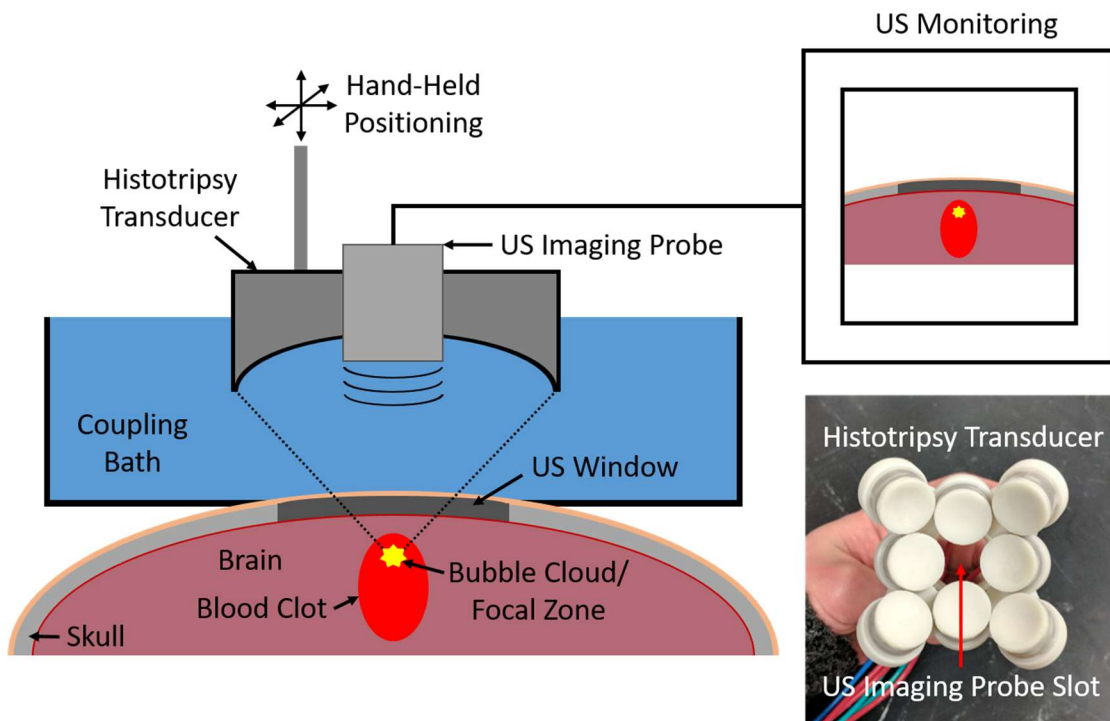 US Monitoring
Hand-Held
Positioning
Histotripsy
Transducer
US Imaging Probe
Coupling
Bath
US Window
Brain
Blood Clot
Bubble Cloud/
Focal Zone
Skull
Histotripsy Transducer
US Imaging Probe Slot